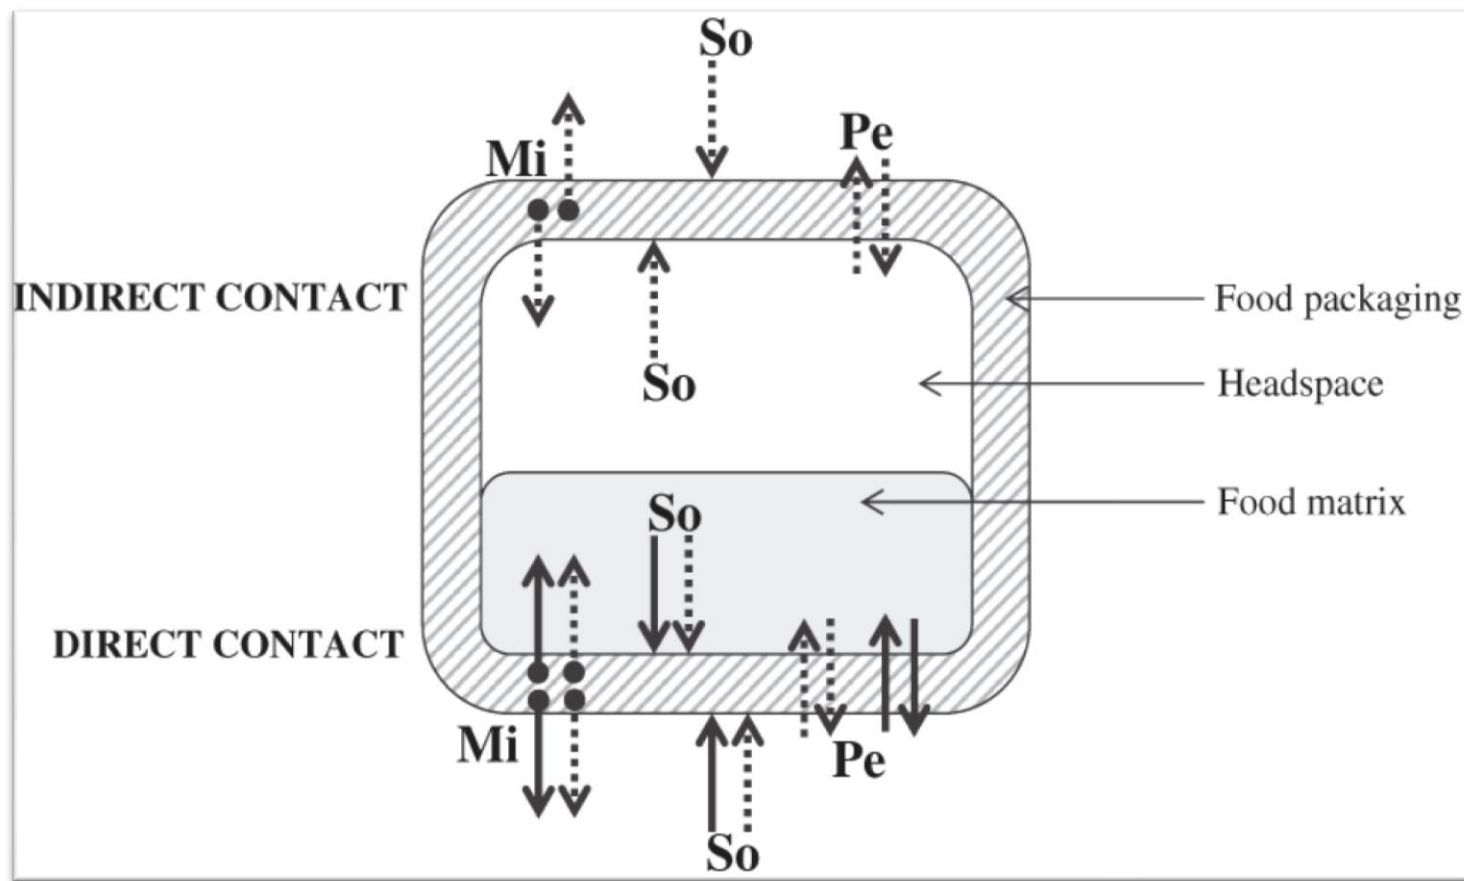 So
Pe
Mi
INDIRECT CONTACT
Food packaging
Headspace
So
Food matrix
So
DIRECT CONTACT
Mi
Pe
So